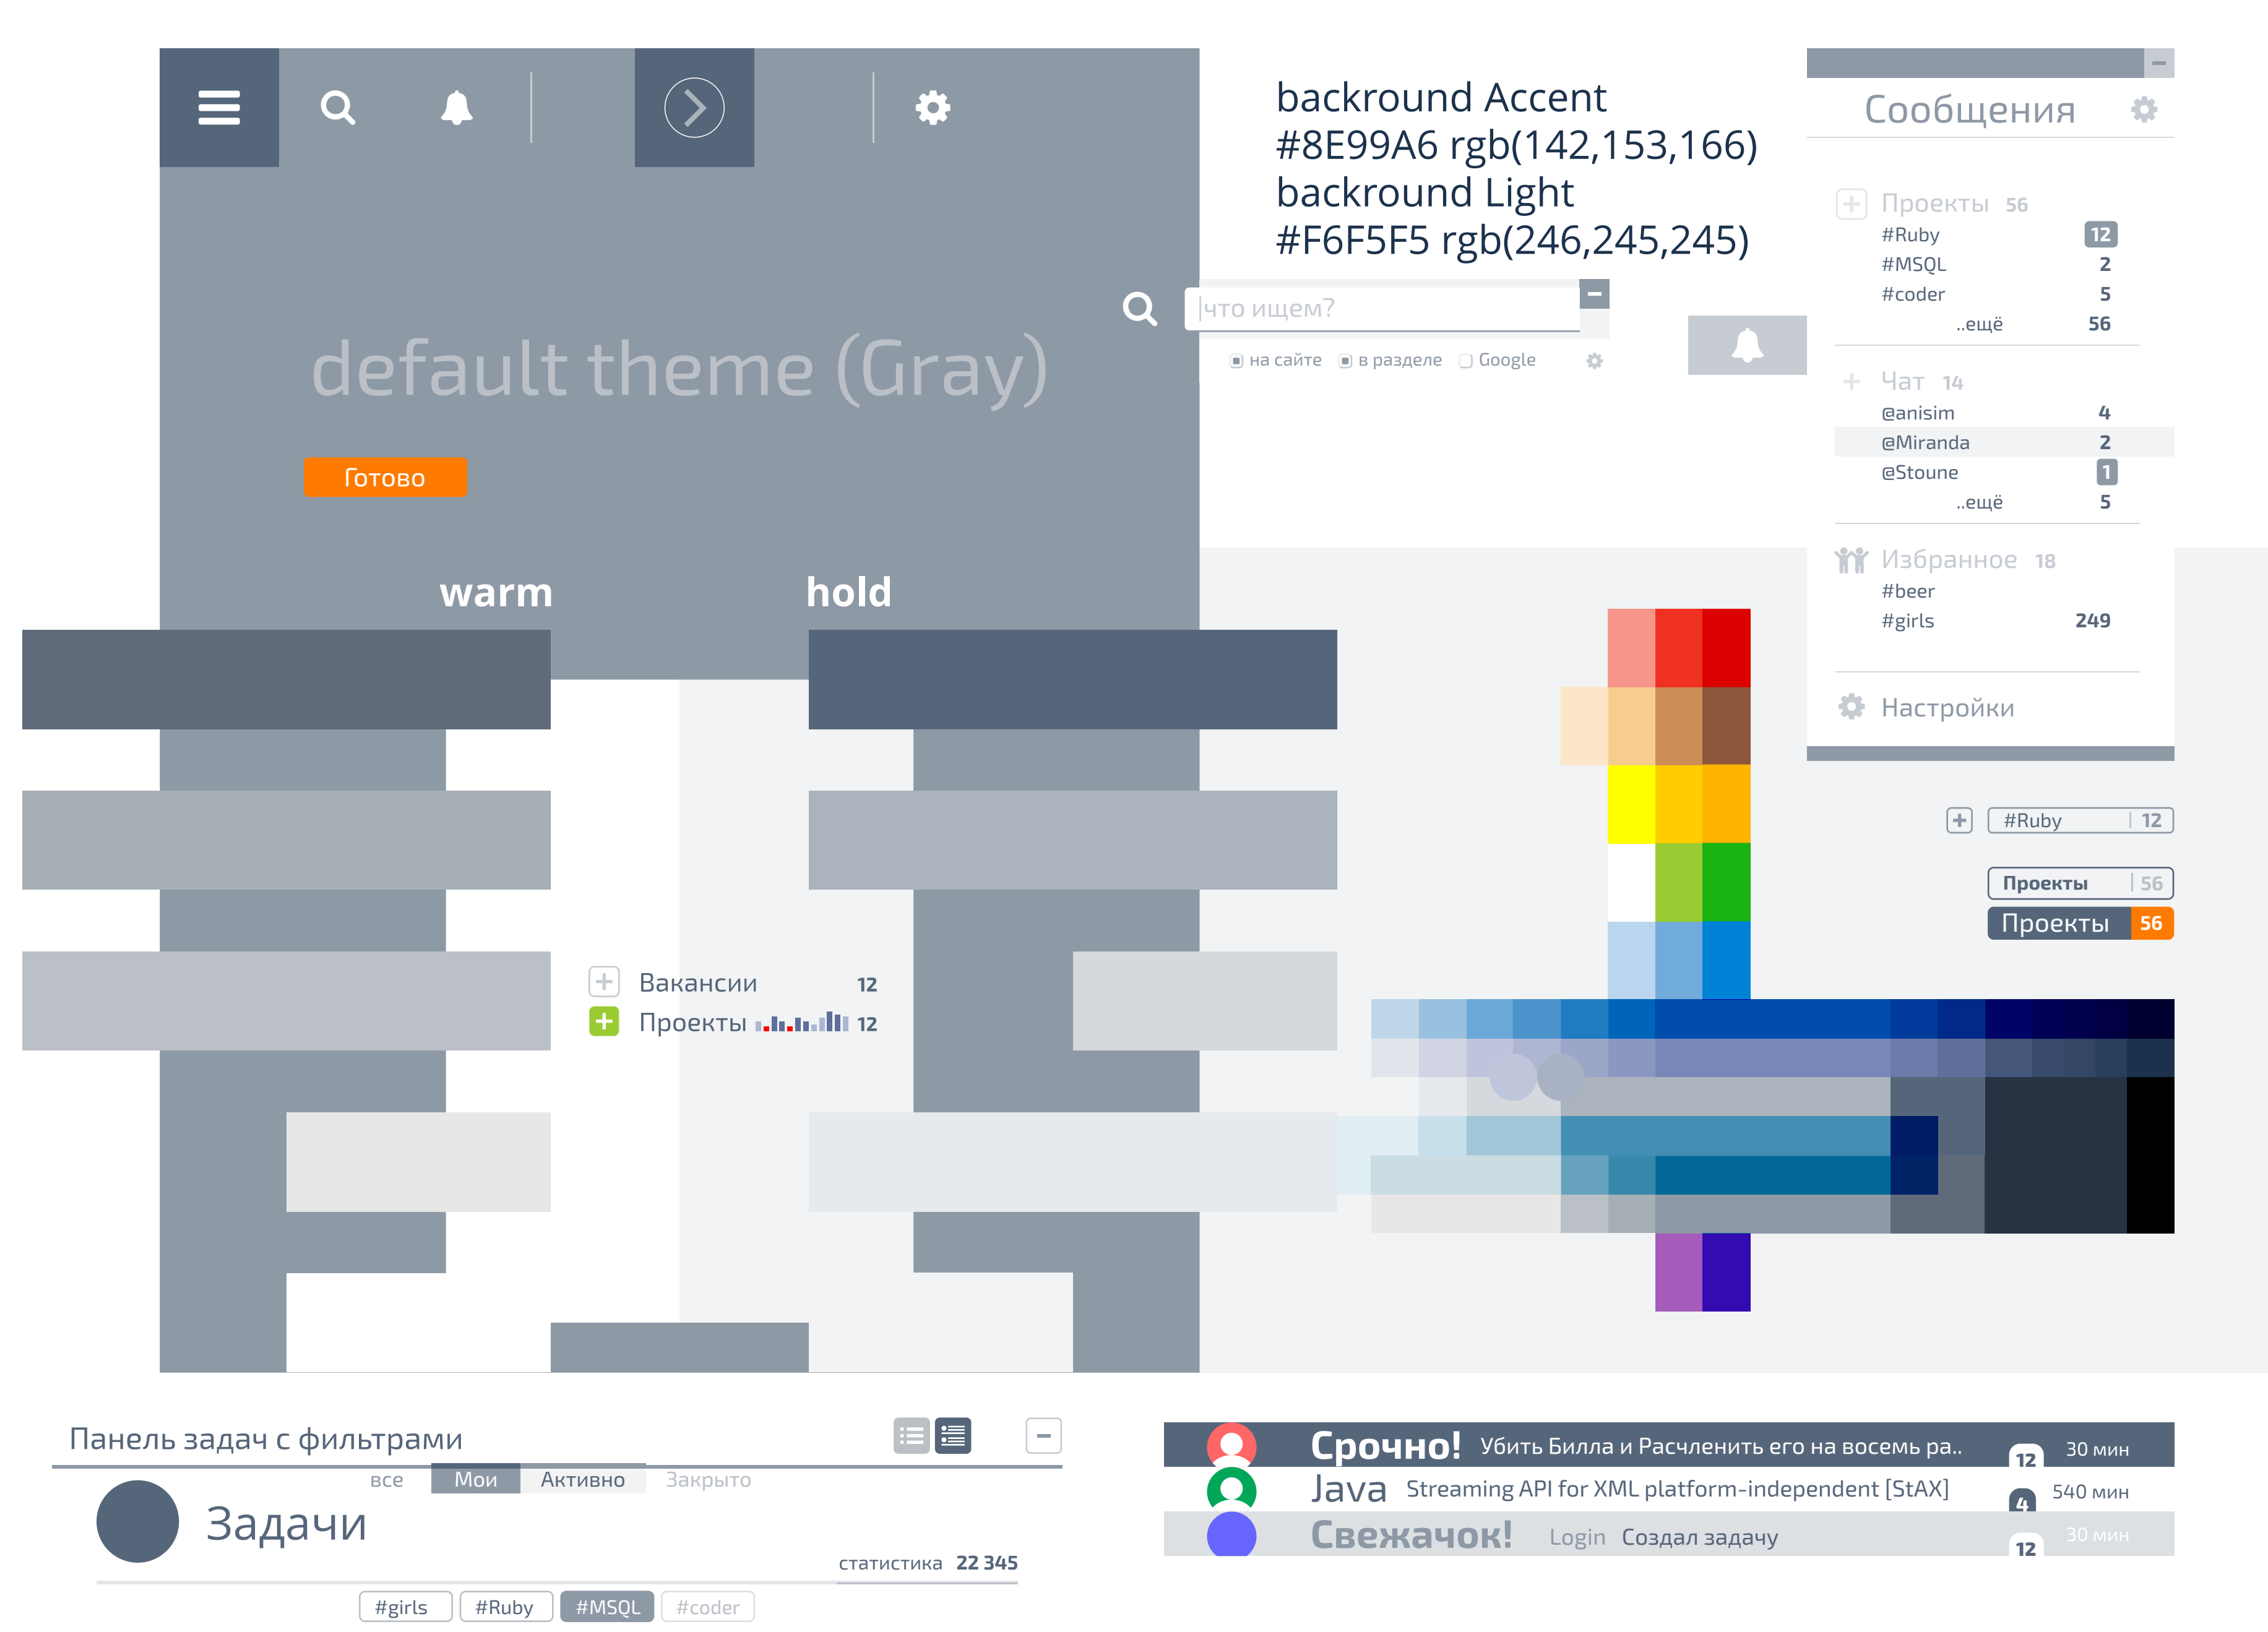 backround Accent
#8E99A6 rgb(142,153,166)
backround Light
#F6F5F5 rgb(246,245,245)
что ищем?
на сайте в разделе Google
default theme (Gray)
Готово
warm hold
Сообщения
Проекты 56
#Ruby 12
#MSQL 2
#coder 5
..ещё 56
Чат 14
@anisim 4
@Miranda 2
@Stoune 1
..ещё 5
Избранное 18
#beer
#girls 249
Настройки
#Ruby 12
Проекты 56
Проекты 56
Вакансии 12
Проекты 12
Панель задач с фильтрами
все Мои Активно Закрыто
Задачи
статистика 22 345
#girls #Ruby #MSQL #coder
Срочно! Убить Билла и Расчленить его на восемь ра.. 12 30 мин
Java Streaming API for XML platform-independent [StAX] 4 540 мин
Свежачок! Login Создал задачу 12 30 мин